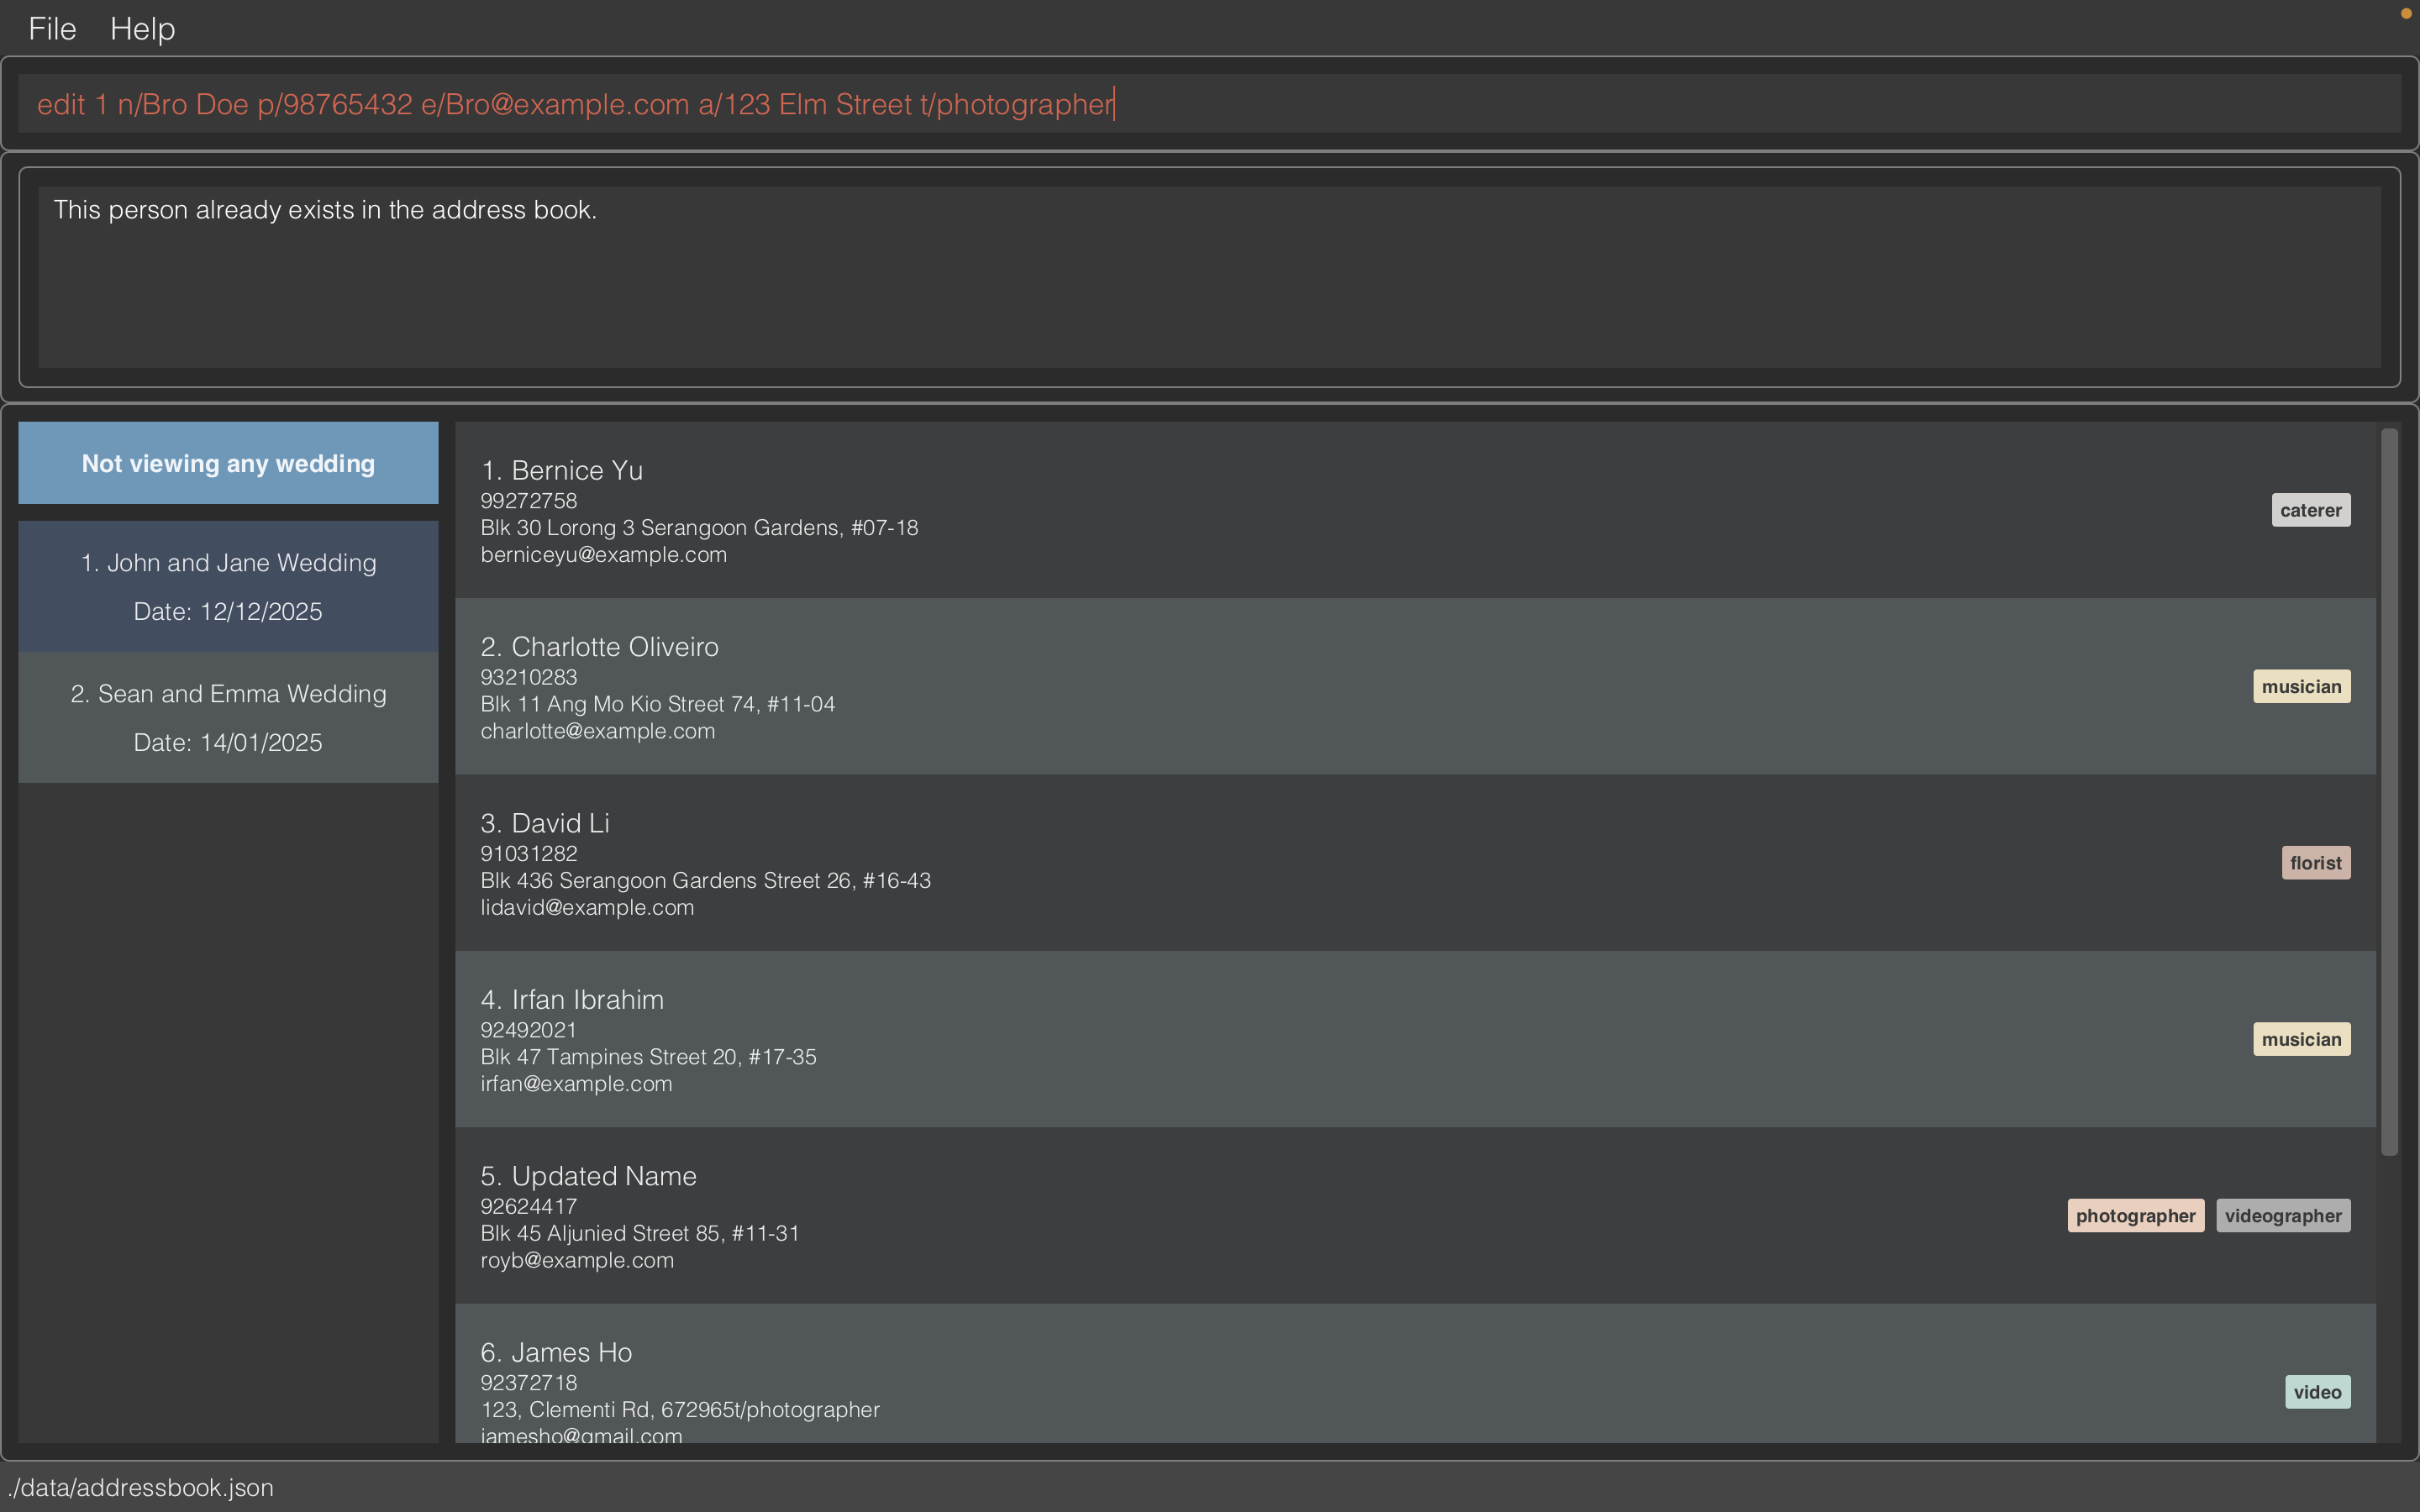 File Help
edit 1 n/Bro Doe p/98765432 e/Bro@example.com a/123 Elm Street t/photographer
This person already exists in the address book.
Not viewing any wedding
1. John and Jane Wedding
Date: 12/12/2025
2. Sean and Emma Wedding
Date: 14/01/2025
1. Bernice Yu
99272758
Blk 30 Lorong 3 Serangoon Gardens, #07-18
berniceyu@example.com
caterer
2. Charlotte Oliveiro
93210283
Blk 11 Ang Mo Kio Street 74, #11-04
charlotte@example.com
musician
3. David Li
91031282
Blk 436 Serangoon Gardens Street 26, #16-43
lidavid@example.com
florist
4. Irfan Ibrahim
92492021
Blk 47 Tampines Street 20, #17-35
irfan@example.com
musician
5. Updated Name
92624417
Blk 45 Aljunied Street 85, #11-31
royb@example.com
photographer videographer
6. James Ho
92372718
123, Clementi Rd, 672965t/photographer
jamesho@gmail.com
video
./data/addressbook.json